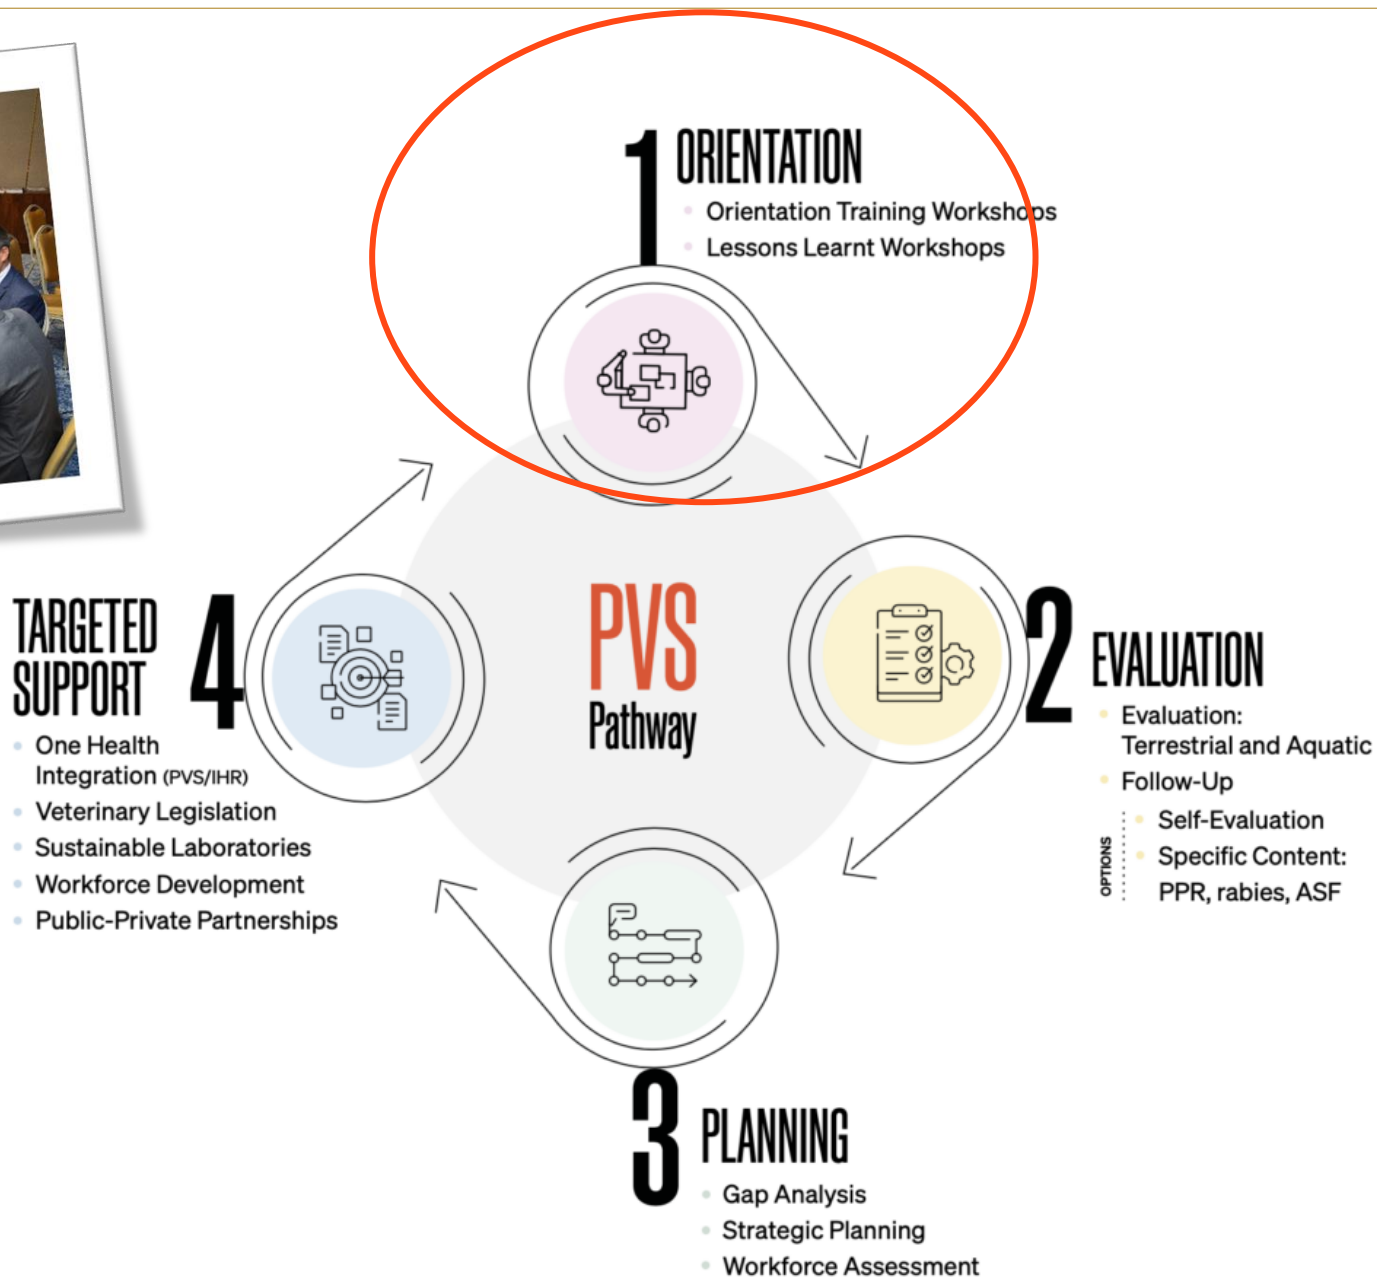 1 ORIENTATION
Orientation Training Workshops
Lessons Learnt Workshops
PVS
Pathway
2 EVALUATION
Evaluation:
Terrestrial and Aquatic
Follow-Up
OPTIONS
Self-Evaluation
Specific Content:
PPR, rabies, ASF
3 PLANNING
Gap Analysis
Strategic Planning
Workforce Assessment
TARGETED
SUPPORT
4
One Health
Integration (PVS/IHR)
Veterinary Legislation
Sustainable Laboratories
Workforce Development
Public-Private Partnerships